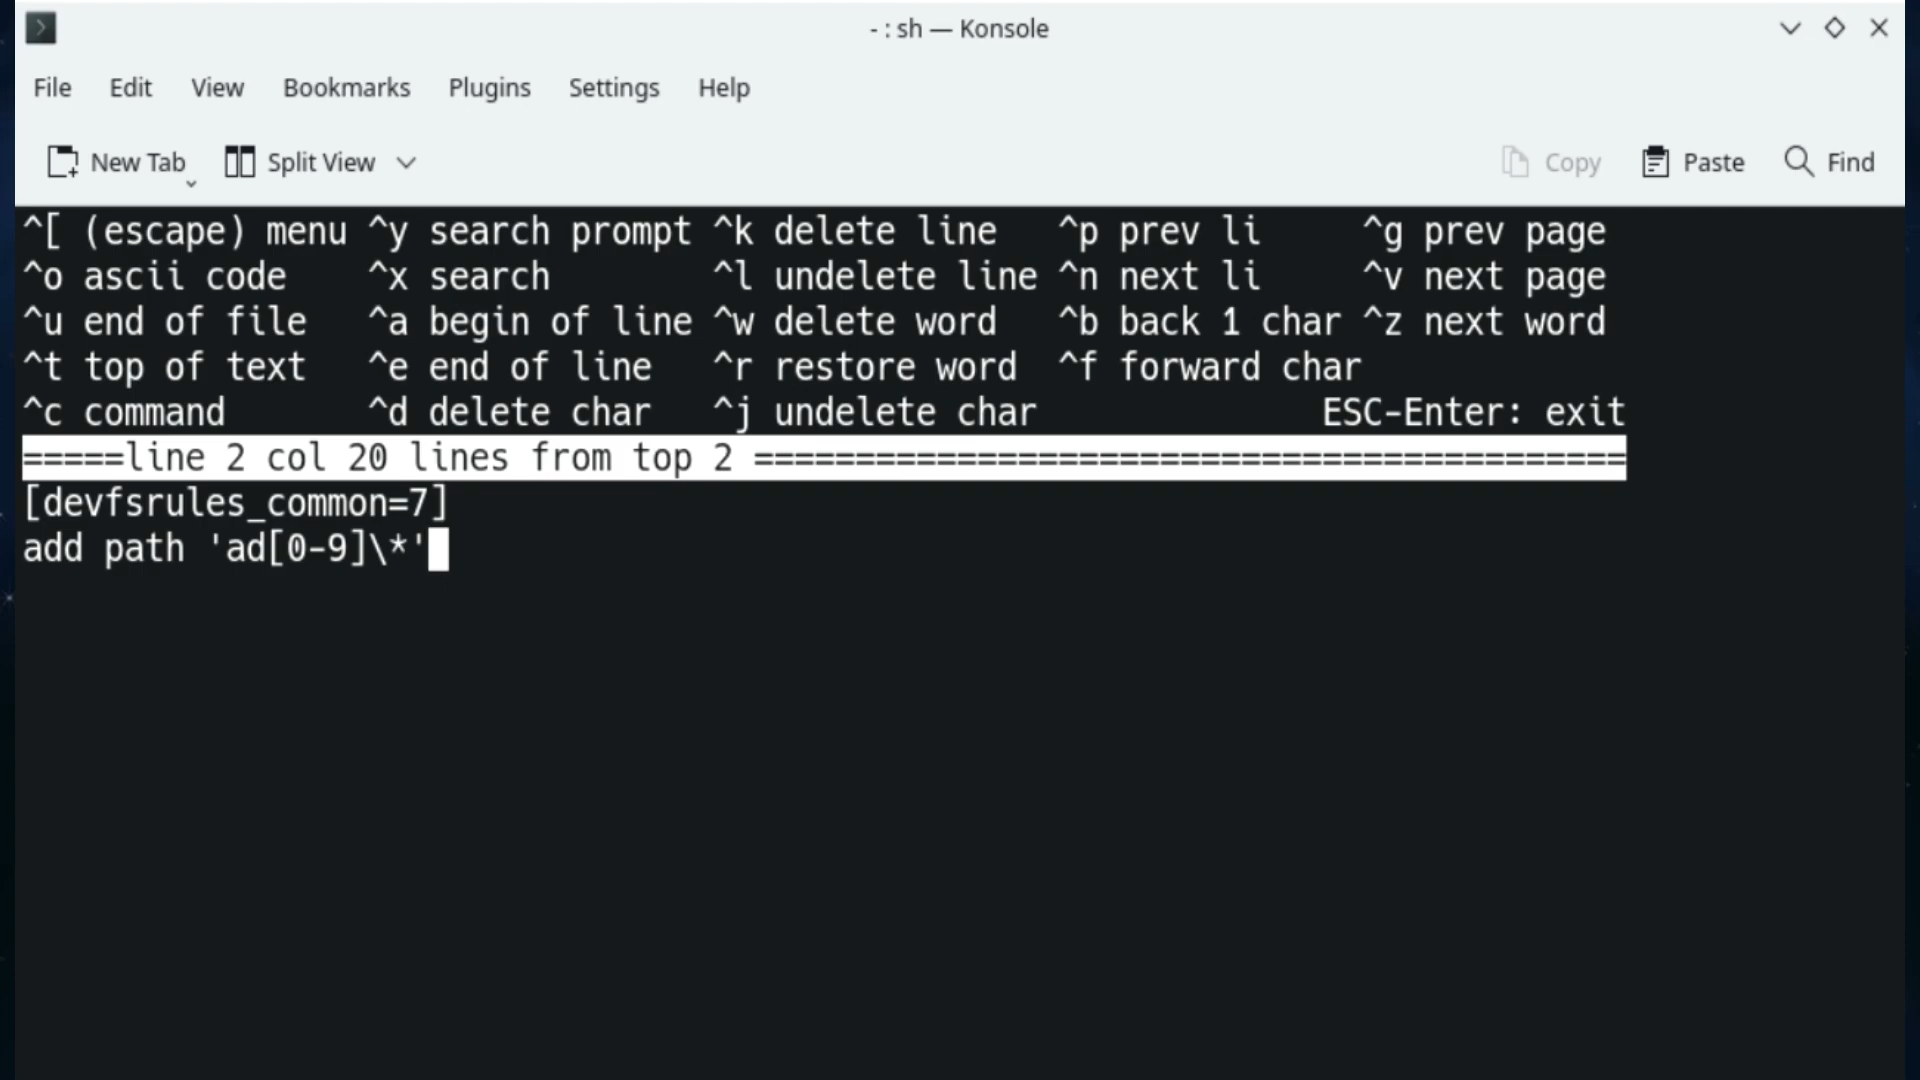 - : sh — Konsole
File Edit View Bookmarks Plugins Settings Help
New Tab Split View Copy Paste Find
^[ (escape) menu ^y search prompt ^k delete line ^p prev li ^g prev page
^o ascii code ^x search ^l undelete line ^n next li ^v next page
^u end of file ^a begin of line ^w delete word ^b back 1 char ^z next word
^t top of text ^e end of line ^r restore word ^f forward char
^c command ^d delete char ^j undelete char ESC-Enter: exit
=====line 2 col 20 lines from top 2 ===========================================
[devfsrules_common=7]
add path 'ad[0-9]\*'